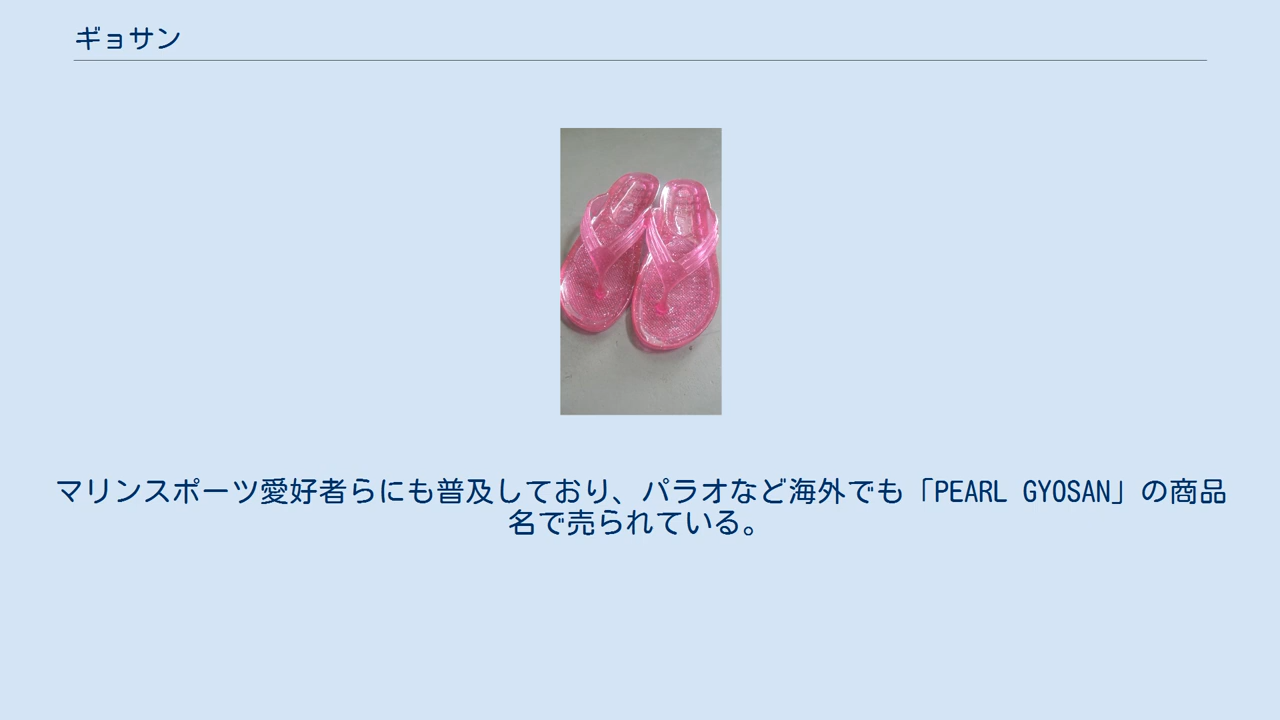 ギョサン
マリンスポーツ愛好者らにも普及しており、パラオなど海外でも「PEARL GYOSAN」の商品
名で売られている。